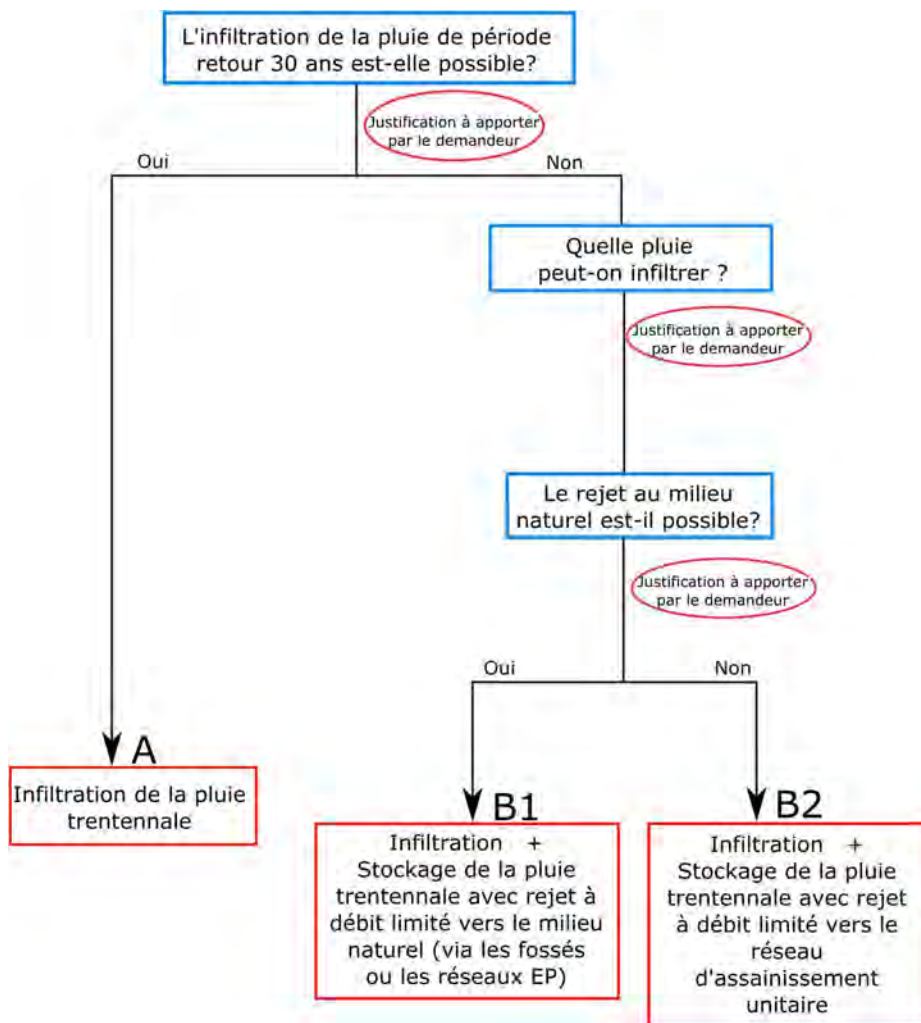 L'infiltration de la pluie de période
retour 30 ans est-elle possible?
Justification à apporter
par le demandeur
Oui
Non
Quelle pluie
peut-on infiltrer ?
Justification à apporter
par le demandeur
Le rejet au milieu
naturel est-il possible?
Justification à apporter
par le demandeur
Oui
Non
A
Infiltration de la pluie
trentennale
B1
Infiltration +
Stockage de la pluie
trentennale avec rejet à
débit limité vers le milieu
naturel (via les fossés
ou les réseaux EP)
B2
Infiltration +
Stockage de la pluie
trentennale avec rejet
à débit limité vers le
réseau
d'assainissement
unitaire